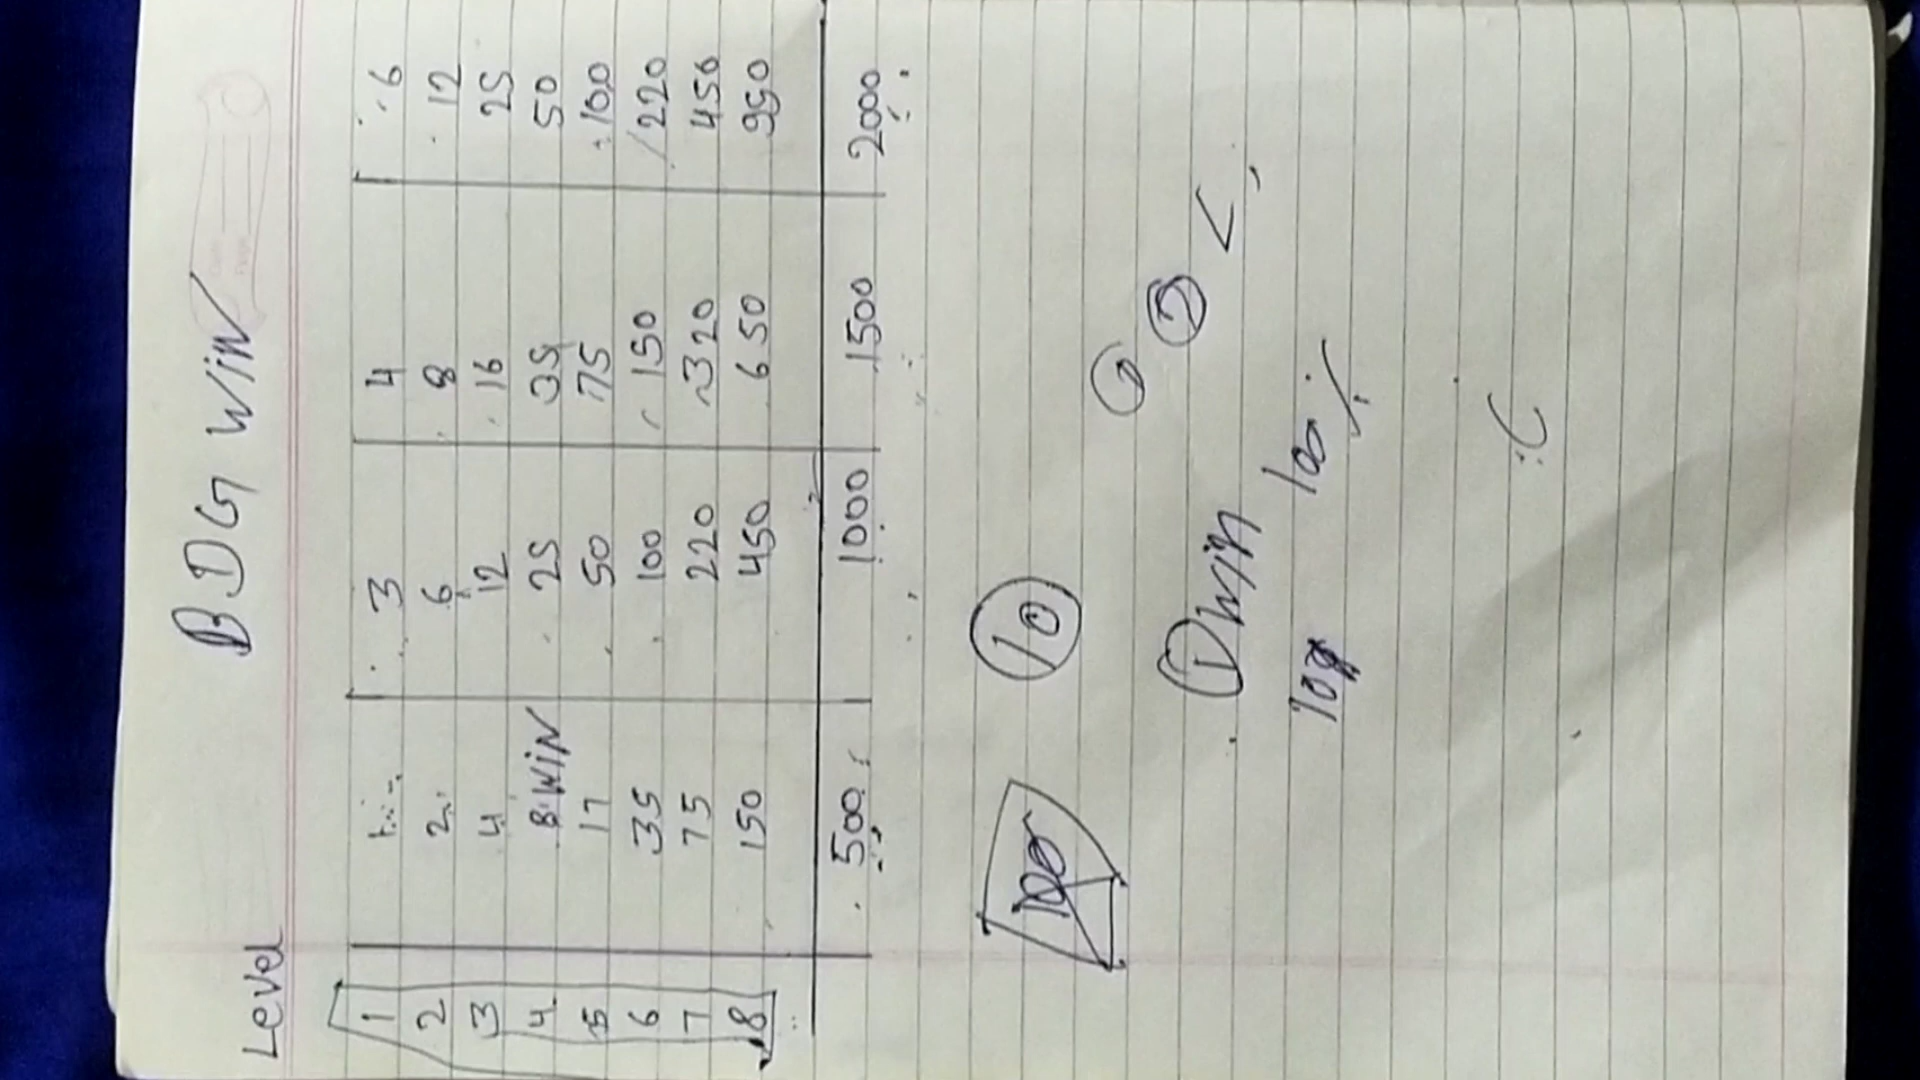 BDG WIN
Level
1 1 3 4 6
2 2 6 8 12
3 4 12 16 25
4 8 WIN 25 35 50
5 17 50 75 100
6 35 100 150 220
7 75 220 320 450
8 150 450 650 950
500 1000 1500 2000
100 10
Dwin 100%